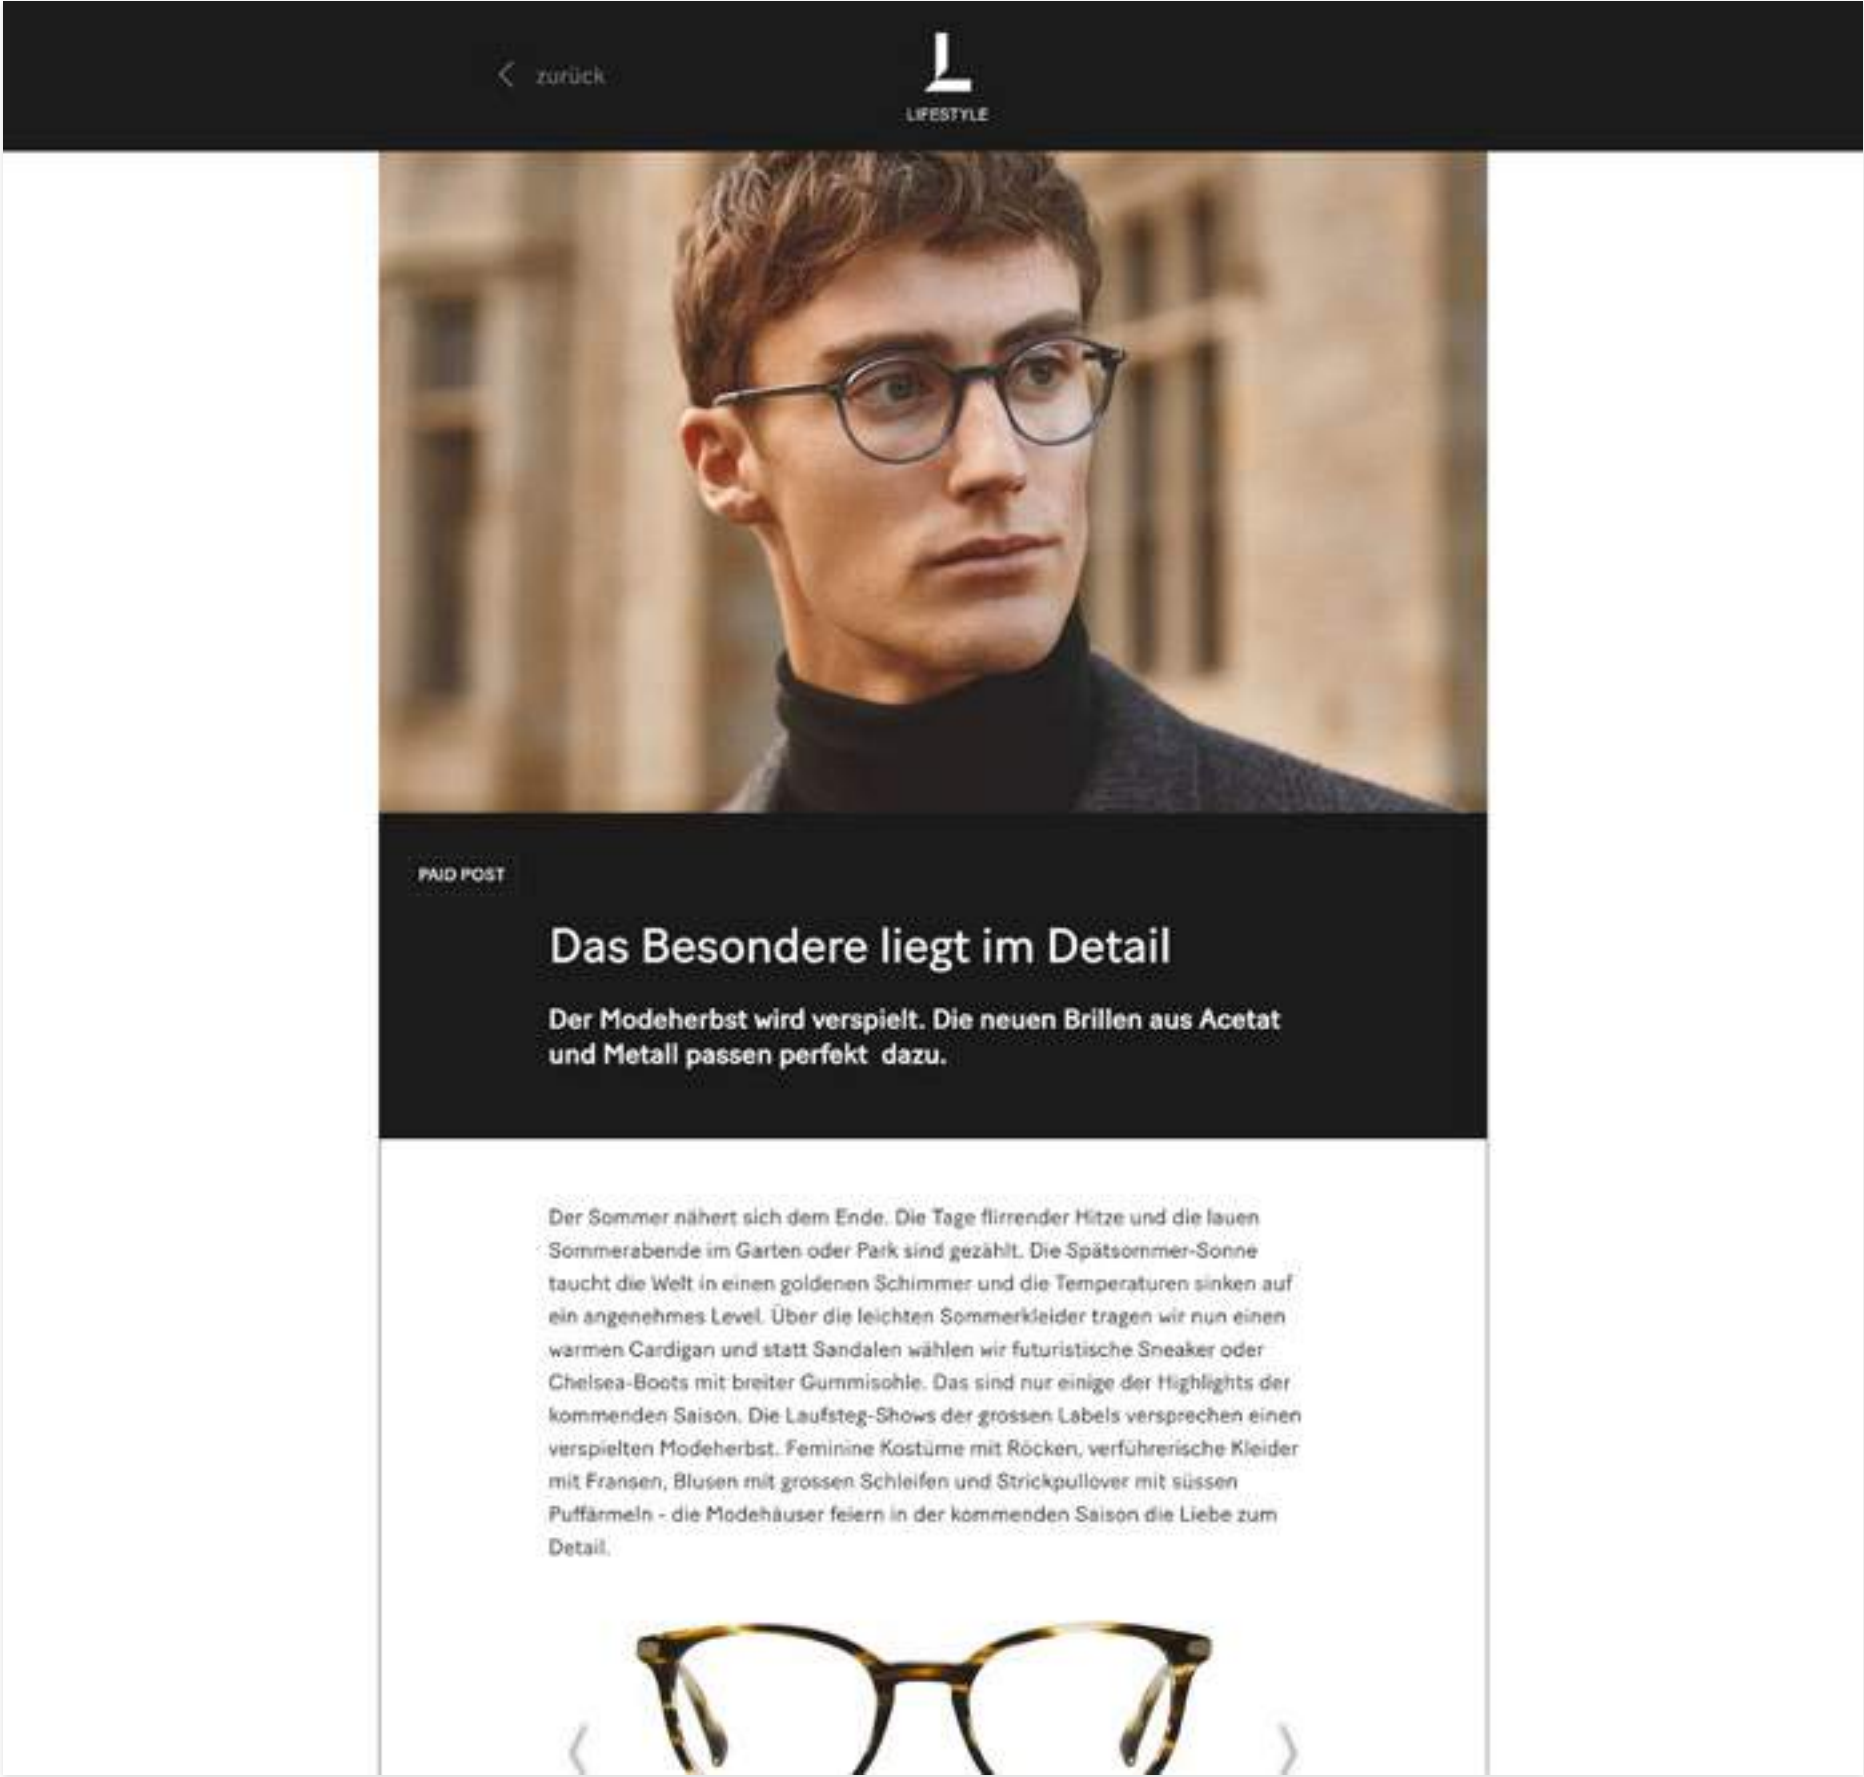 zurück
L
LIFESTYLE
PAID POST
Das Besondere liegt im Detail
Der Modeherbst wird verspielt. Die neuen Brillen aus Acetat
und Metall passen perfekt dazu.
Der Sommer nähert sich dem Ende. Die Tage flirrender Hitze und die lauen
Sommerabende im Garten oder Park sind gezählt. Die Spätsommer-Sonne
taucht die Welt in einen goldenen Schimmer und die Temperaturen sinken auf
ein angenehmes Level. Über die leichten Sommerkleider tragen wir nun einen
warmen Cardigan und statt Sandalen wählen wir futuristische Sneaker oder
Chelsea-Boots mit breiter Gummisohle. Das sind nur einige der Highlights der
kommenden Saison. Die Laufsteg-Shows der grossen Labels versprechen einen
verspielten Modeherbst. Feminine Kostüme mit Röcken, verführerische Kleider
mit Fransen, Blusen mit grossen Schleifen und Strickpullover mit süssen
Puffärmeln - die Modehäuser feiern in der kommenden Saison die Liebe zum
Detail.